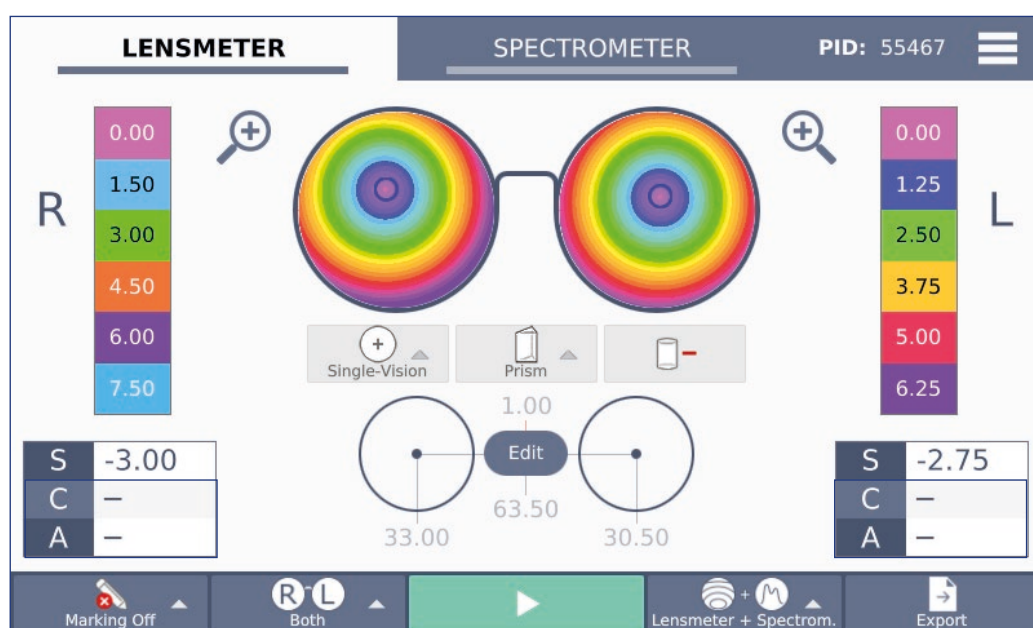 LENSMETER
SPECTROMETER
PID: 55467
R
0.00
1.50
3.00
4.50
6.00
7.50
0.00
1.25
2.50
3.75
5.00
6.25
L
+
Single-Vision
Prism
1.00
Edit
63.50
33.00
30.50
S -3.00
C –
A –
S -2.75
C –
A –
Marking Off
R L
Both
Lensmeter + Spectrom.
Export